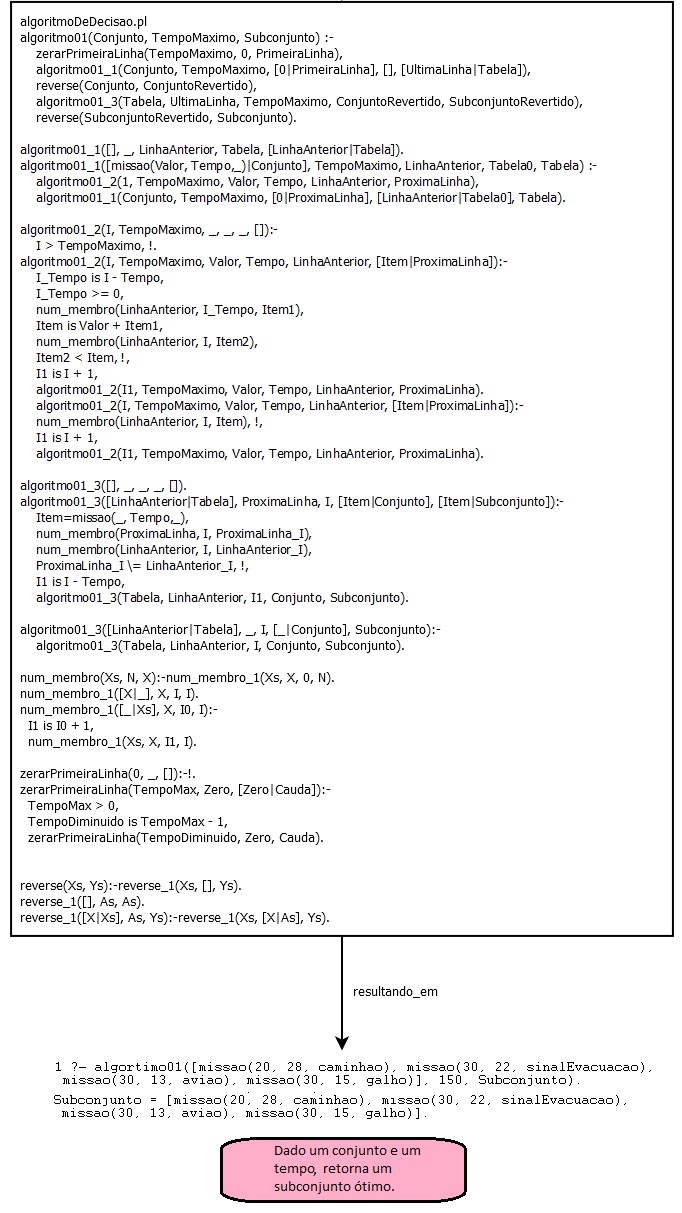 algoritmoDeDecisao.pl
algoritmo01(Conjunto, TempoMaximo, Subconjunto) :-
    zerarPrimeiraLinha(TempoMaximo, 0, PrimeiraLinha),
    algoritmo01_1(Conjunto, TempoMaximo, [0|PrimeiraLinha], [], [UltimaLinha|Tabela]),
    reverse(Conjunto, ConjuntoRevertido),
    algoritmo01_3(Tabela, UltimaLinha, TempoMaximo, ConjuntoRevertido, SubconjuntoRevertido),
    reverse(SubconjuntoRevertido, Subconjunto).

algoritmo01_1([], _, LinhaAnterior, Tabela, [LinhaAnterior|Tabela]).
algoritmo01_1([missao(Valor, Tempo,_)|Conjunto], TempoMaximo, LinhaAnterior, Tabela0, Tabela) :-
    algoritmo01_2(1, TempoMaximo, Valor, Tempo, LinhaAnterior, ProximaLinha),
    algoritmo01_1(Conjunto, TempoMaximo, [0|ProximaLinha], [LinhaAnterior|Tabela0], Tabela).

algoritmo01_2(I, TempoMaximo, _, _, _, []):-
    I > TempoMaximo, !.
algoritmo01_2(I, TempoMaximo, Valor, Tempo, LinhaAnterior, [Item|ProximaLinha]):-
    I_Tempo is I - Tempo,
    I_Tempo >= 0,
    num_membro(LinhaAnterior, I_Tempo, Item1),
    Item is Valor + Item1,
    num_membro(LinhaAnterior, I, Item2),
    Item2 < Item, !,
    I1 is I + 1,
    algoritmo01_2(I1, TempoMaximo, Valor, Tempo, LinhaAnterior, ProximaLinha).
    algoritmo01_2(I, TempoMaximo, Valor, Tempo, LinhaAnterior, [Item|ProximaLinha]):-
    num_membro(LinhaAnterior, I, Item), !,
    I1 is I + 1,
    algoritmo01_2(I1, TempoMaximo, Valor, Tempo, LinhaAnterior, ProximaLinha).

algoritmo01_3([], _, _, _, []).
algoritmo01_3([LinhaAnterior|Tabela], ProximaLinha, I, [Item|Conjunto], [Item|Subconjunto]):-
    Item=missao(_, Tempo,_),
    num_membro(ProximaLinha, I, ProximaLinha_I),
    num_membro(LinhaAnterior, I, LinhaAnterior_I),
    ProximaLinha_I \= LinhaAnterior_I, !,
    I1 is I - Tempo,
    algoritmo01_3(Tabela, LinhaAnterior, I1, Conjunto, Subconjunto).

algoritmo01_3([LinhaAnterior|Tabela], _, I, [_|Conjunto], Subconjunto):-
    algoritmo01_3(Tabela, LinhaAnterior, I, Conjunto, Subconjunto).

num_membro(Xs, N, X):-num_membro_1(Xs, X, 0, N).
num_membro_1([X|_], X, I, I).
num_membro_1([_|Xs], X, I0, I):-
  I1 is I0 + 1,
  num_membro_1(Xs, X, I1, I).

zerarPrimeiraLinha(0, _, []):-!.
zerarPrimeiraLinha(TempoMax, Zero, [Zero|Cauda]):-
  TempoMax > 0,
  TempoDiminuido is TempoMax - 1,
  zerarPrimeiraLinha(TempoDiminuido, Zero, Cauda).

reverse(Xs, Ys):-reverse_1(Xs, [], Ys).
reverse_1([], As, As).
reverse_1([X|Xs], As, Ys):-reverse_1(Xs, [X|As], Ys).
resultando_em
1 ?- algortimo01([missao(20, 28, caminhao), missao(30, 22, sinalEvacuacao),
missao(30, 13, aviao), missao(30, 15, galho)], 150, Subconjunto).
Subconjunto = [missao(20, 28, caminhao), missao(30, 22, sinalEvacuacao),
missao(30, 13, aviao), missao(30, 15, galho)].
Dado um conjunto e um
tempo, retorna um
subconjunto ótimo.